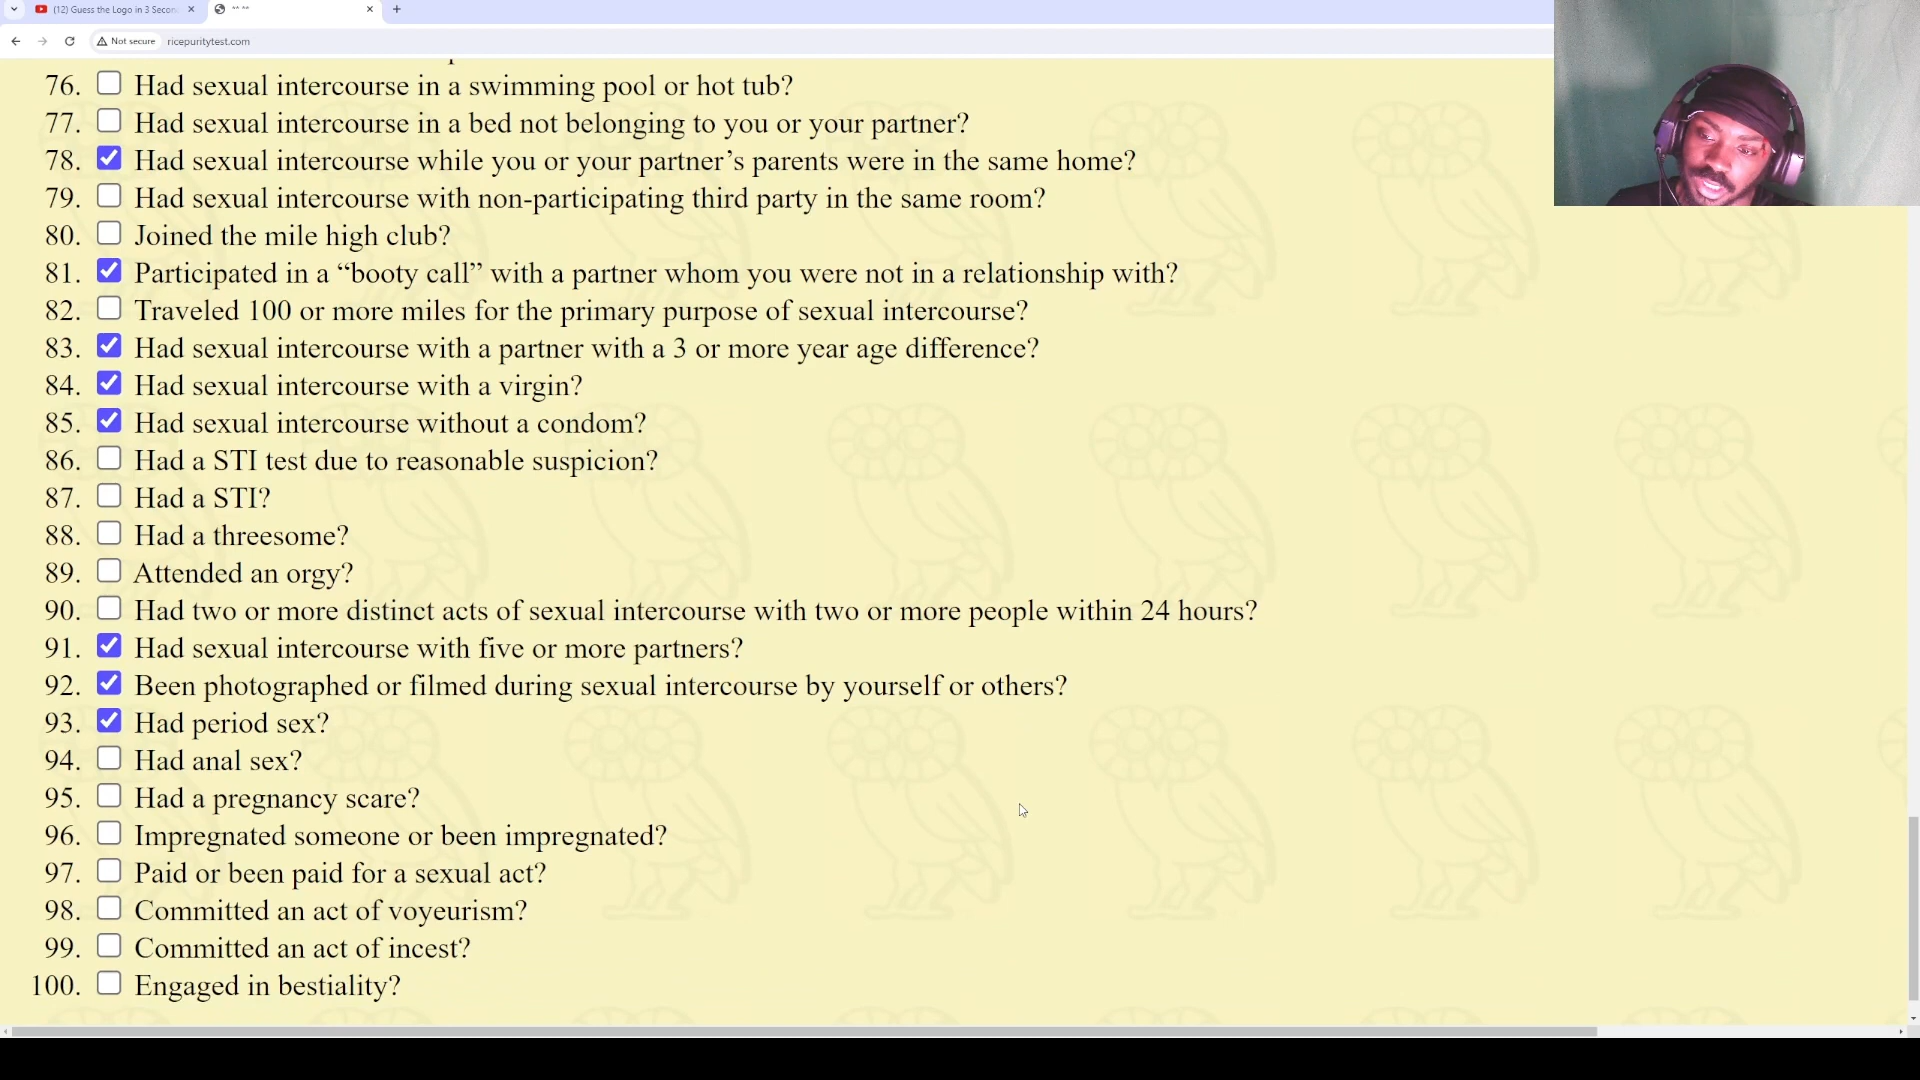 (12) Guess the Logo in 3 Secon
^^ ^^
Not secure
ricepuritytest.com
76. Had sexual intercourse in a swimming pool or hot tub?
77. Had sexual intercourse in a bed not belonging to you or your partner?
78. Had sexual intercourse while you or your partner’s parents were in the same home?
79. Had sexual intercourse with non-participating third party in the same room?
80. Joined the mile high club?
81. Participated in a “booty call” with a partner whom you were not in a relationship with?
82. Traveled 100 or more miles for the primary purpose of sexual intercourse?
83. Had sexual intercourse with a partner with a 3 or more year age difference?
84. Had sexual intercourse with a virgin?
85. Had sexual intercourse without a condom?
86. Had a STI test due to reasonable suspicion?
87. Had a STI?
88. Had a threesome?
89. Attended an orgy?
90. Had two or more distinct acts of sexual intercourse with two or more people within 24 hours?
91. Had sexual intercourse with five or more partners?
92. Been photographed or filmed during sexual intercourse by yourself or others?
93. Had period sex?
94. Had anal sex?
95. Had a pregnancy scare?
96. Impregnated someone or been impregnated?
97. Paid or been paid for a sexual act?
98. Committed an act of voyeurism?
99. Committed an act of incest?
100. Engaged in bestiality?